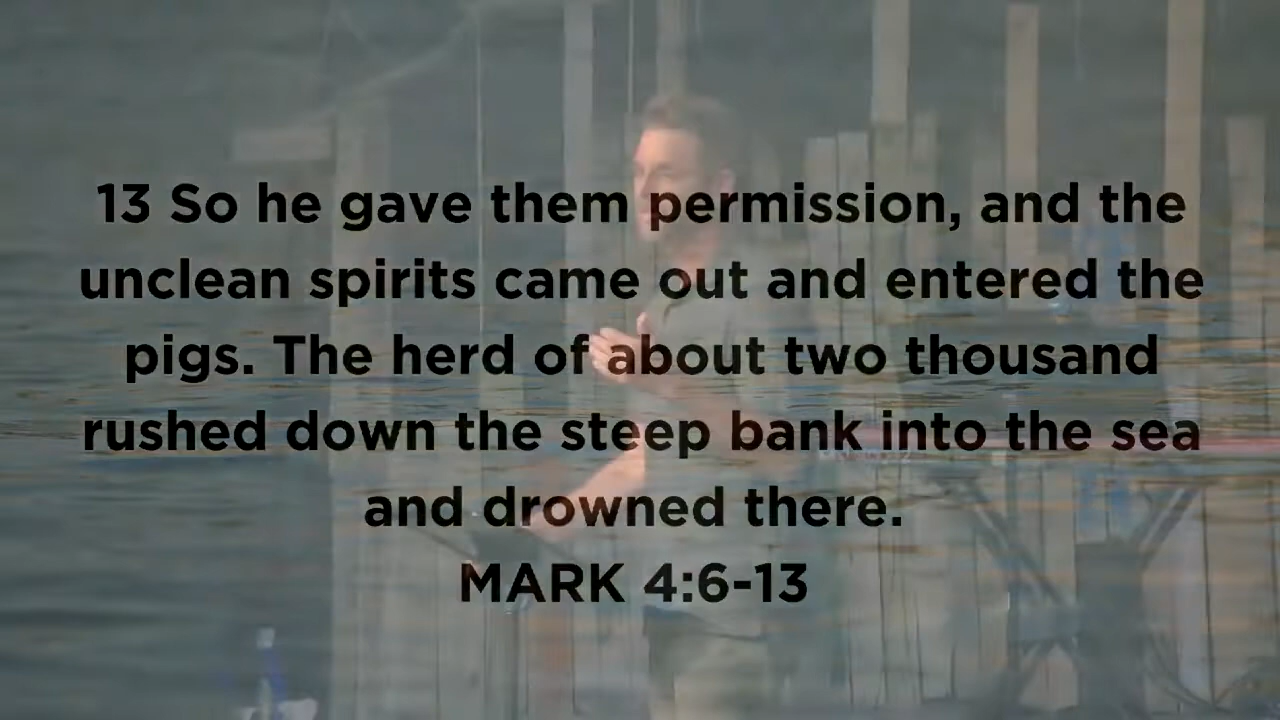 13 So he gave them permission, and the
unclean spirits came out and entered the
pigs. The herd of about two thousand
rushed down the steep bank into the sea
and drowned there.
MARK 4:6-13